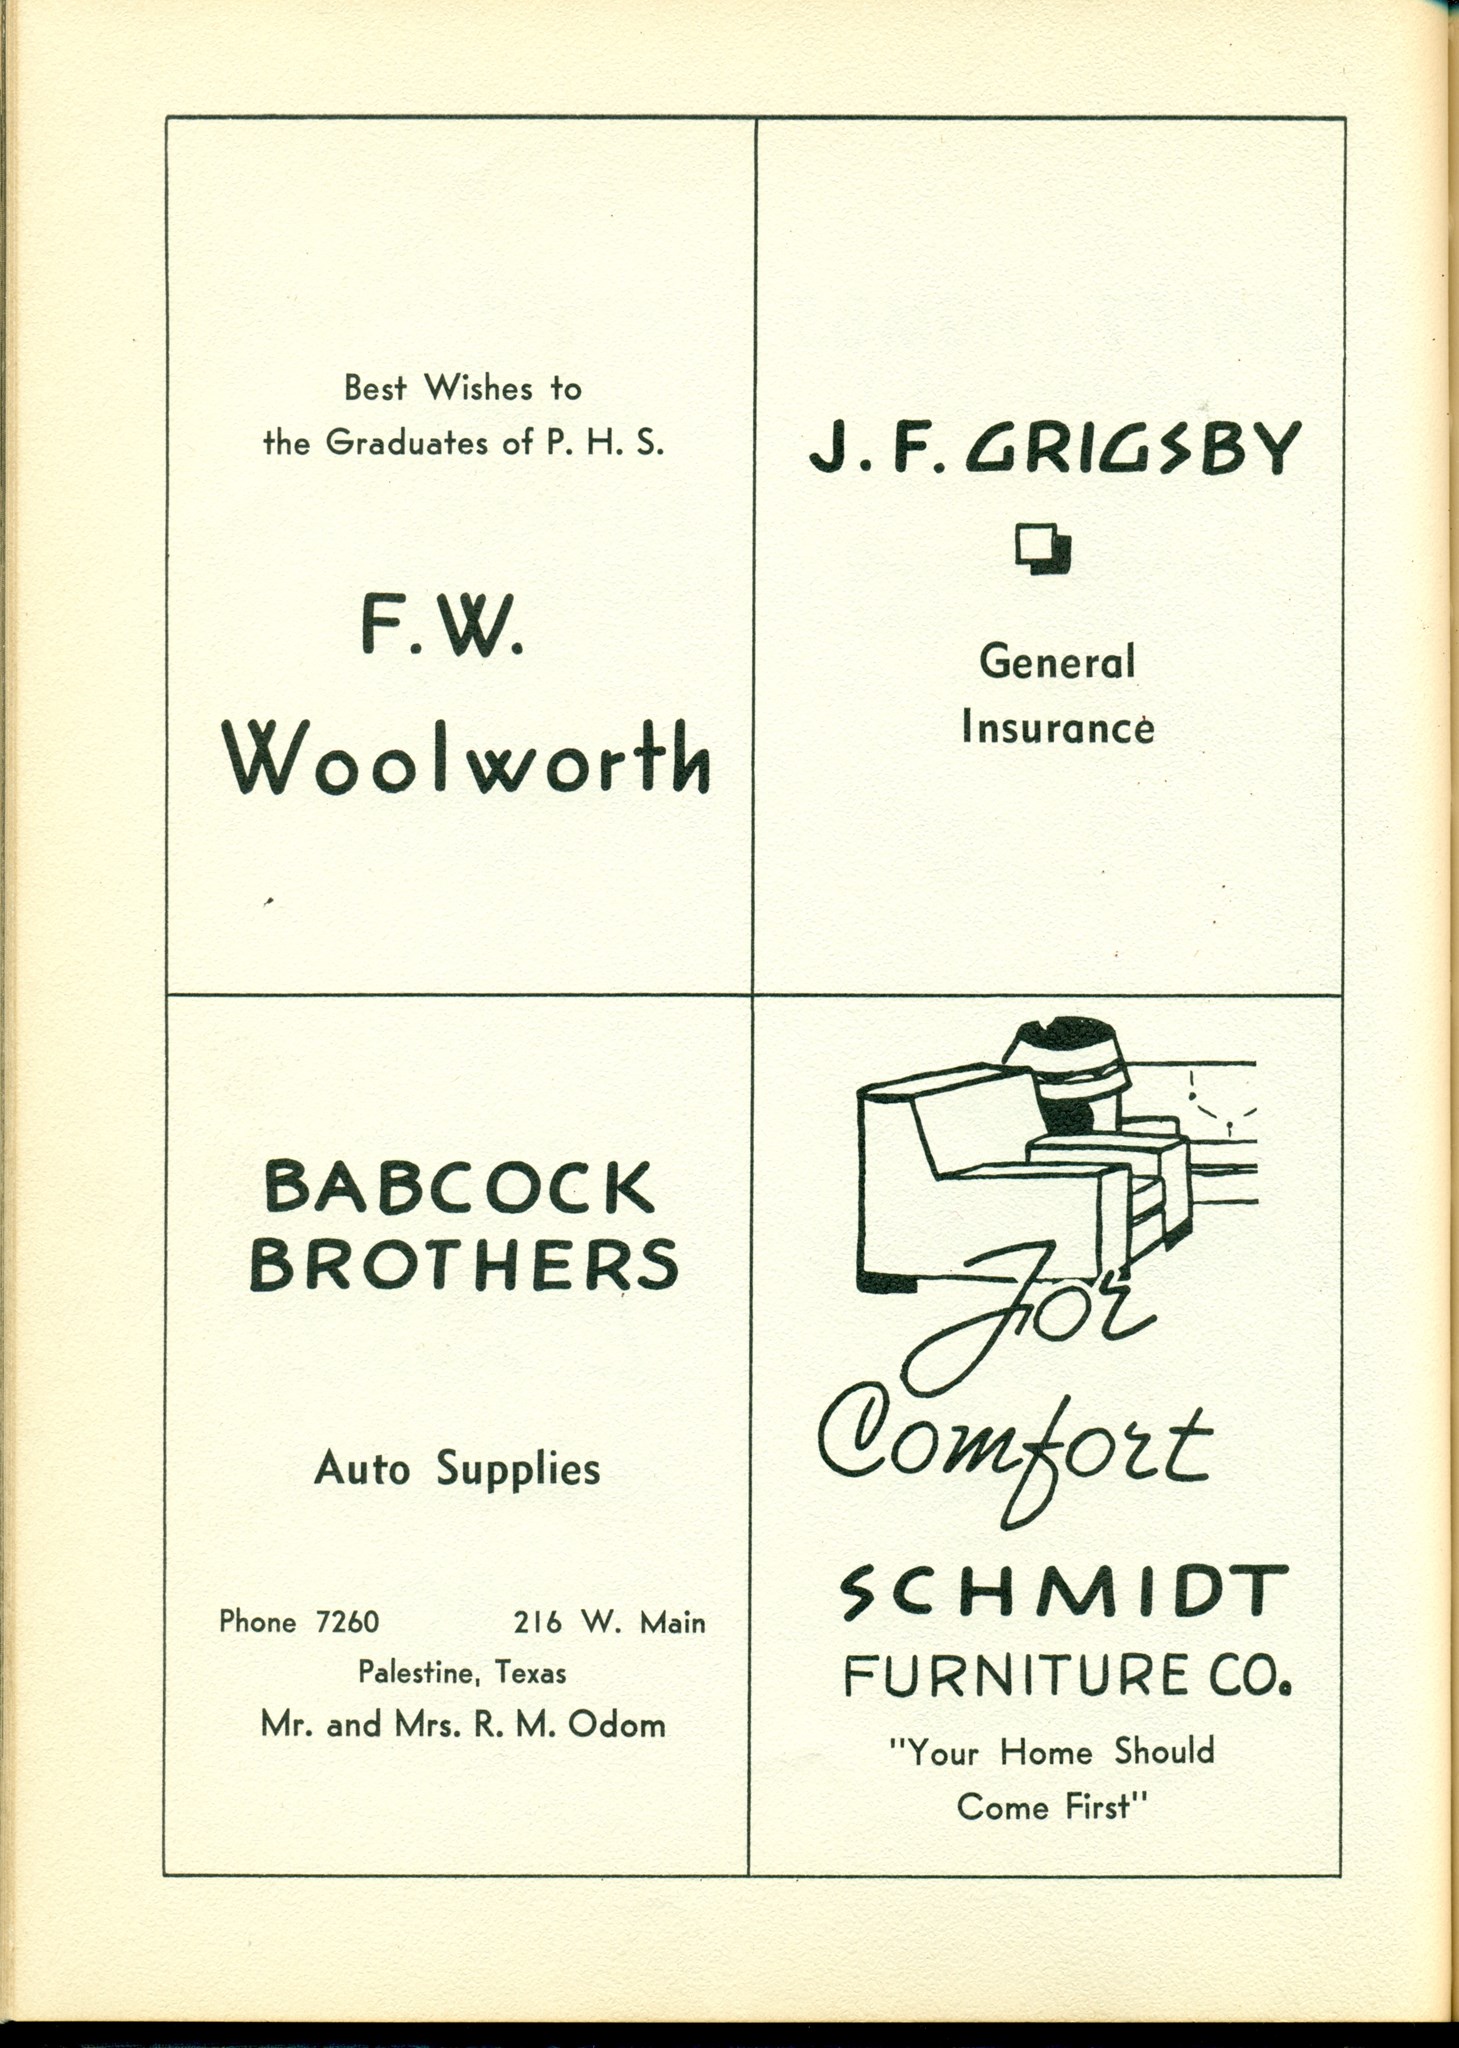 Best Wishes to
the Graduates of P. H. S.
F. W.
Woolworth
J. F. GRIGSBY
General
Insurance
BABCOCK
BROTHERS
Auto Supplies
Phone 7260 216 W. Main
Palestine, Texas
Mr. and Mrs. R. M. Odom
For
Comfort
SCHMIDT
FURNITURE CO.
"Your Home Should
Come First"